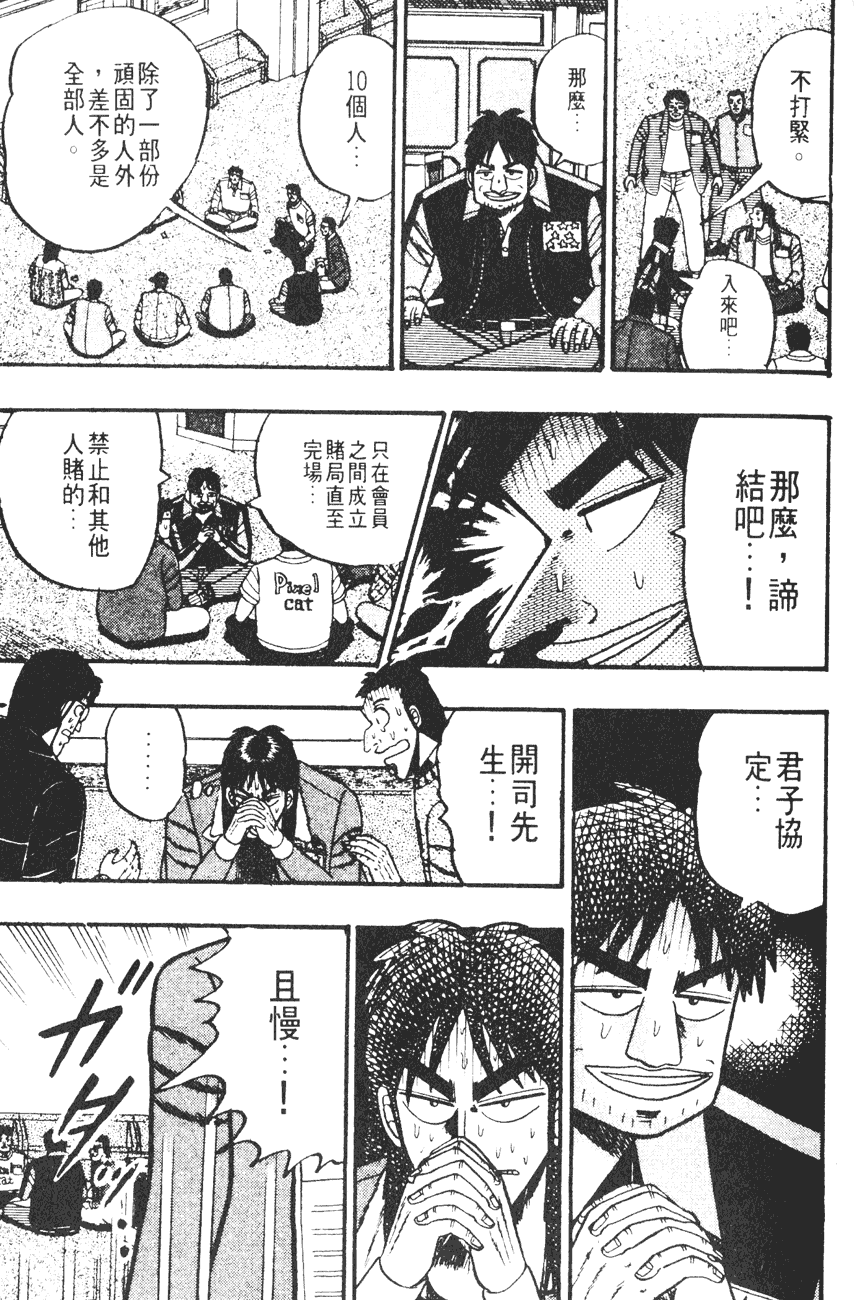 不打緊。
入來吧…
那麼…
10個人…
除了一部份
頑固的人外
，差不多是
全部人。
那麼，諦
結吧…！
只在會員
之間成立
賭局直至
完場…
禁止和其他
人賭的…
Pixel
cat
君子協
定…
開司先
生…！
……
且慢…！
ガタッ…
cat